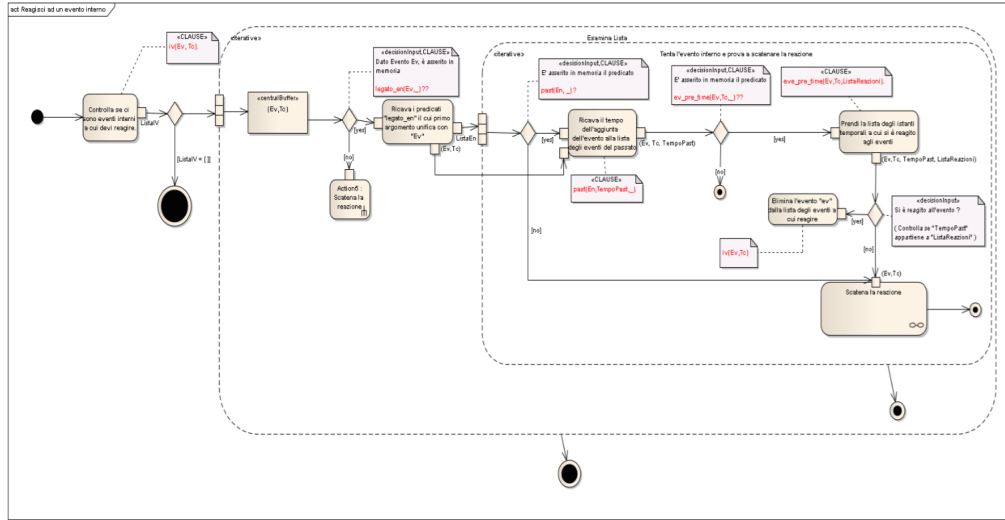 act Reagisci ad un evento interno
«CLAUSE»
iv(Ev, Tc).
Controlla se ci
sono eventi interni
a cui devi reagire.
ListaIV
[ListaIV = [ ]]
«iterative»
«centralBuffer»
(Ev,Tc)
«decisionInput,CLAUSE»
Dato Evento Ev, è asserito in
memoria
legato_en(Ev,_)??
[yes]
[no]
Action5 :
Scatena la
reazione
Ricava i predicati
"legato_en" il cui primo
argomento unifica con
"Ev"
ListaEn
(Ev,Tc)
Esamina Lista
«iterative»
Tenta l'evento interno e prova a scatenare la reazione
«decisionInput,CLAUSE»
E' asserito in memoria il predicato
past(En, _)?
[yes]
[no]
Ricava il tempo
dell'aggiunta
dell'evento alla lista
degli eventi del passato
(Ev, Tc, TempoPast)
«CLAUSE»
past(En,TempoPast,_).
«decisionInput,CLAUSE»
E' asserito in memoria il predicato
ev_pre_time(Ev,Tc,_)??
[yes]
[no]
«CLAUSE»
eve_pre_time(Ev,Tc,ListaReazioni).
Prendi la lista degli istanti
temporali a cui si è reagito
agli eventi
(Ev,Tc, TempoPast, ListaReazioni)
«decisionInput»
Si è reagito all'evento ?
( Controlla se "TempoPast"
appartiene a "ListaReazioni" )
[yes]
[no]
Elimina l'evento "ev"
dalla lista degli eventi a
cui reagire
iv(Ev,Tc)
(Ev,Tc)
Scatena la reazione